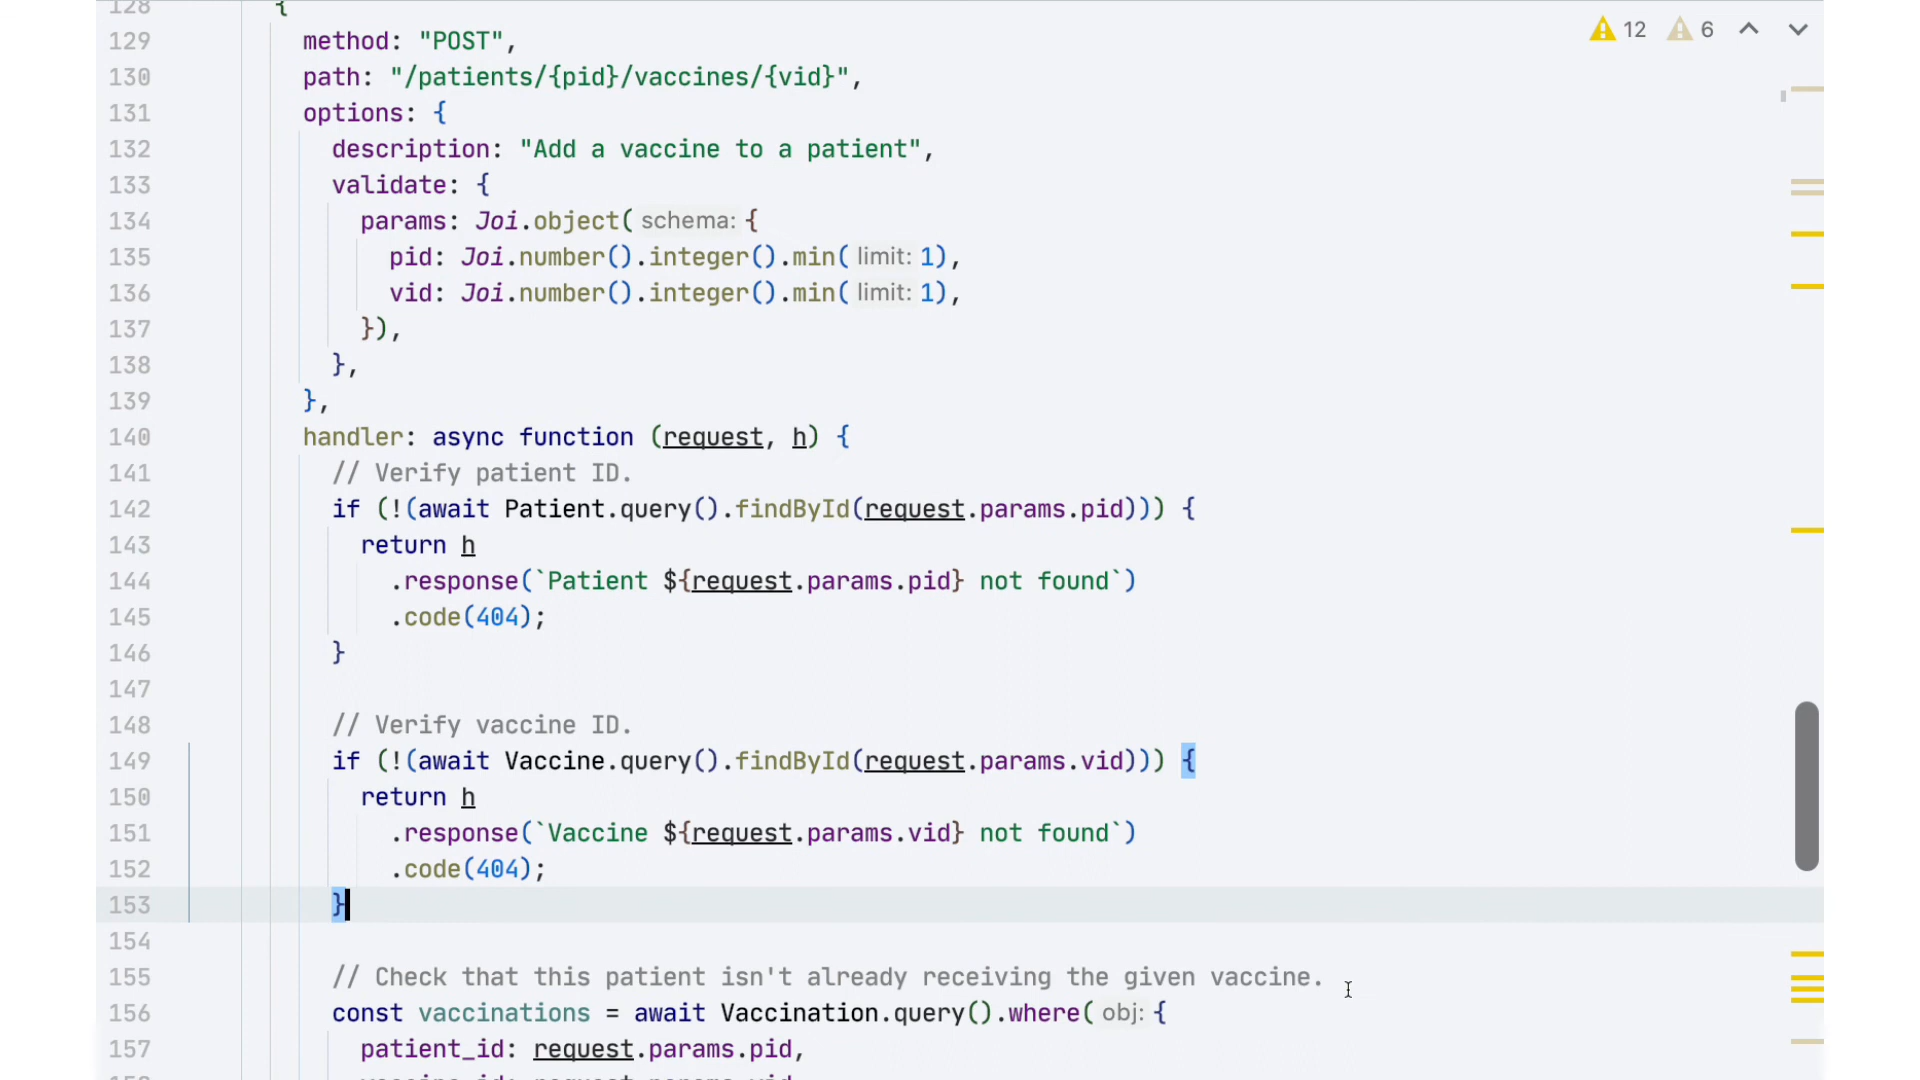 128 {
12 6
129 method: "POST",
130 path: "/patients/{pid}/vaccines/{vid}",
131 options: {
132 description: "Add a vaccine to a patient",
133 validate: {
134 params: Joi.object( schema: {
135 pid: Joi.number().integer().min( limit: 1),
136 vid: Joi.number().integer().min( limit: 1),
137 }),
138 },
139 },
140 handler: async function (request, h) {
141 // Verify patient ID.
142 if (!(await Patient.query().findById(request.params.pid))) {
143 return h
144 .response(`Patient ${request.params.pid} not found`)
145 .code(404);
146 }
147
148 // Verify vaccine ID.
149 if (!(await Vaccine.query().findById(request.params.vid))) {
150 return h
151 .response(`Vaccine ${request.params.vid} not found`)
152 .code(404);
153 }
154
155 // Check that this patient isn't already receiving the given vaccine.
156 const vaccinations = await Vaccination.query().where( obj: {
157 patient_id: request.params.pid,
158 vaccine_id: request.params.vid